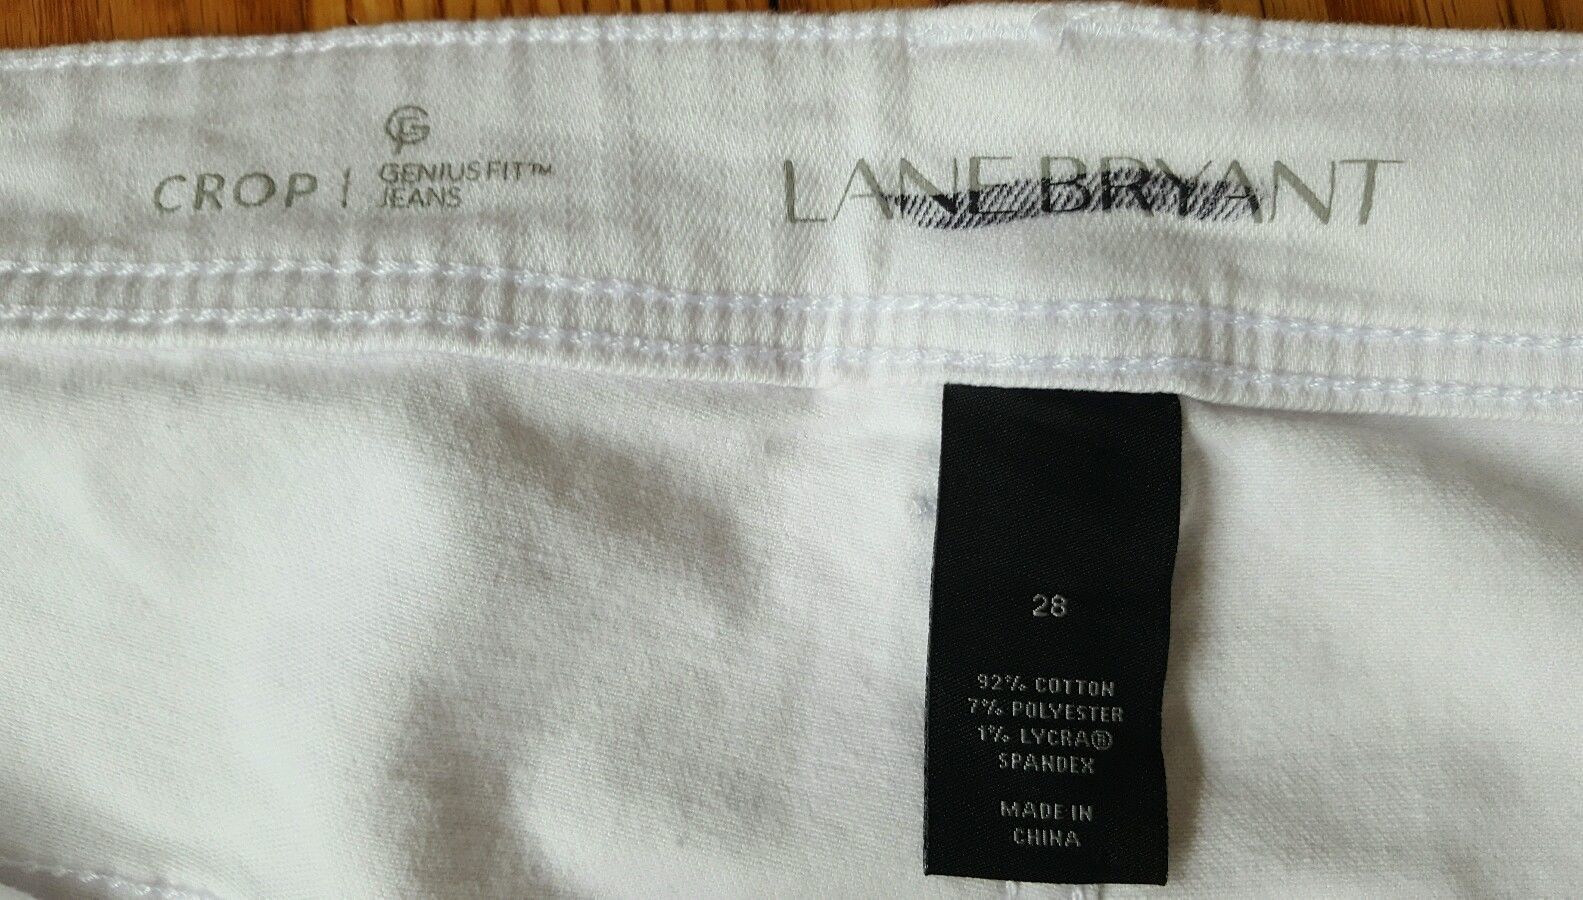 CROP | GENIUS FIT™
JEANS
LANE BRYANT
28
92% COTTON
7% POLYESTER
1% LYCRA®
SPANDEX
MADE IN
CHINA